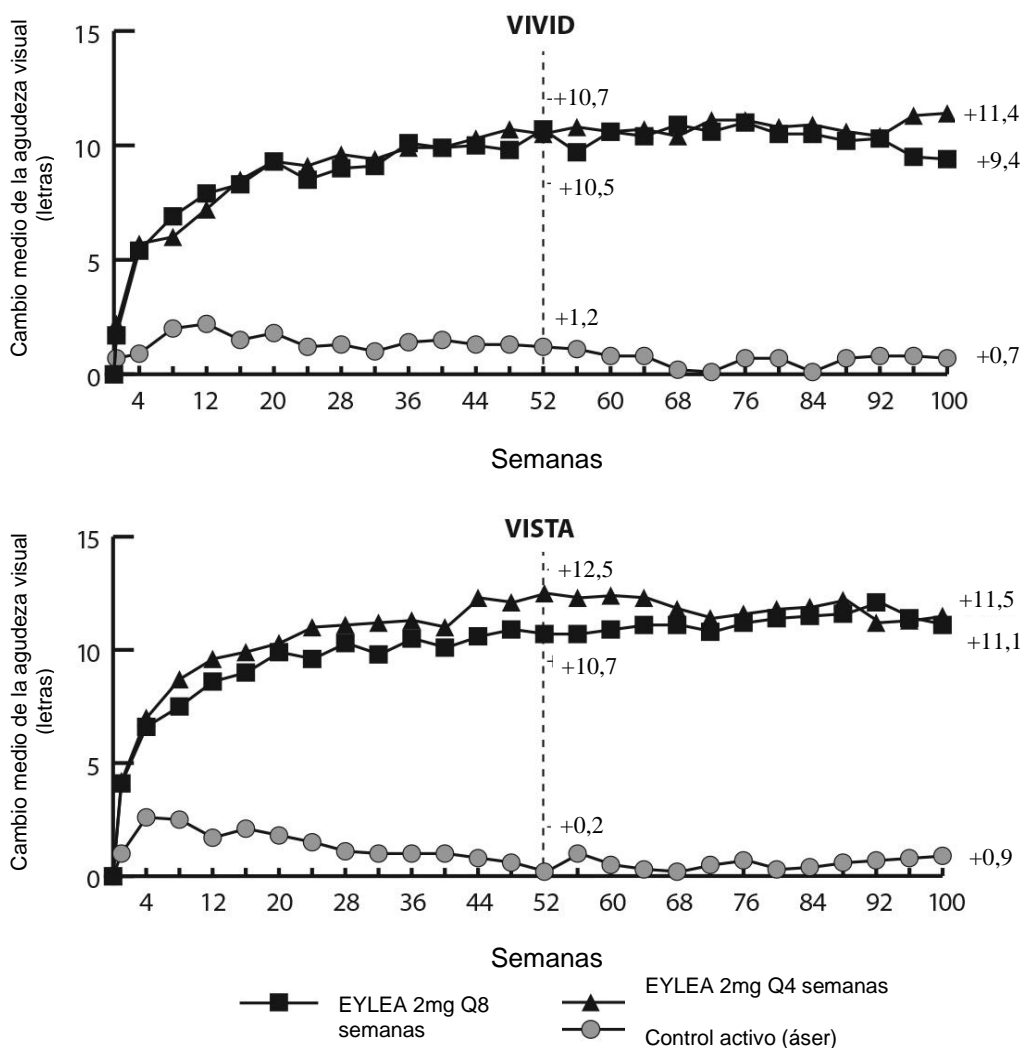 VIVID
Cambio medio de la agudeza visual
(letras)
15
10
5
0
+10,7
+10,5
+1,2
+11,4
+9,4
+0,7
4 12 20 28 36 44 52 60 68 76 84 92 100
Semanas
VISTA
Cambio medio de la agudeza visual
(letras)
15
10
5
0
+12,5
+10,7
+0,2
+11,5
+11,1
+0,9
4 12 20 28 36 44 52 60 68 76 84 92 100
Semanas
EYLEA 2mg Q8
semanas
EYLEA 2mg Q4 semanas
Control activo (áser)